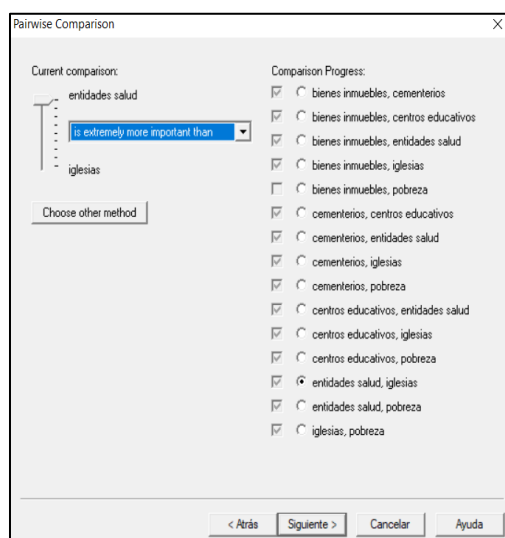 Pairwise Comparison
Current comparison:
entidades salud
is extremely more important than
iglesias
Choose other method
Comparison Progress:
bienes inmuebles, cementerios
bienes inmuebles, centros educativos
bienes inmuebles, entidades salud
bienes inmuebles, iglesias
bienes inmuebles, pobreza
cementerios, centros educativos
cementerios, entidades salud
cementerios, iglesias
cementerios, pobreza
centros educativos, entidades salud
centros educativos, iglesias
centros educativos, pobreza
entidades salud, iglesias
entidades salud, pobreza
iglesias, pobreza
< Atrás
Siguiente >
Cancelar
Ayuda